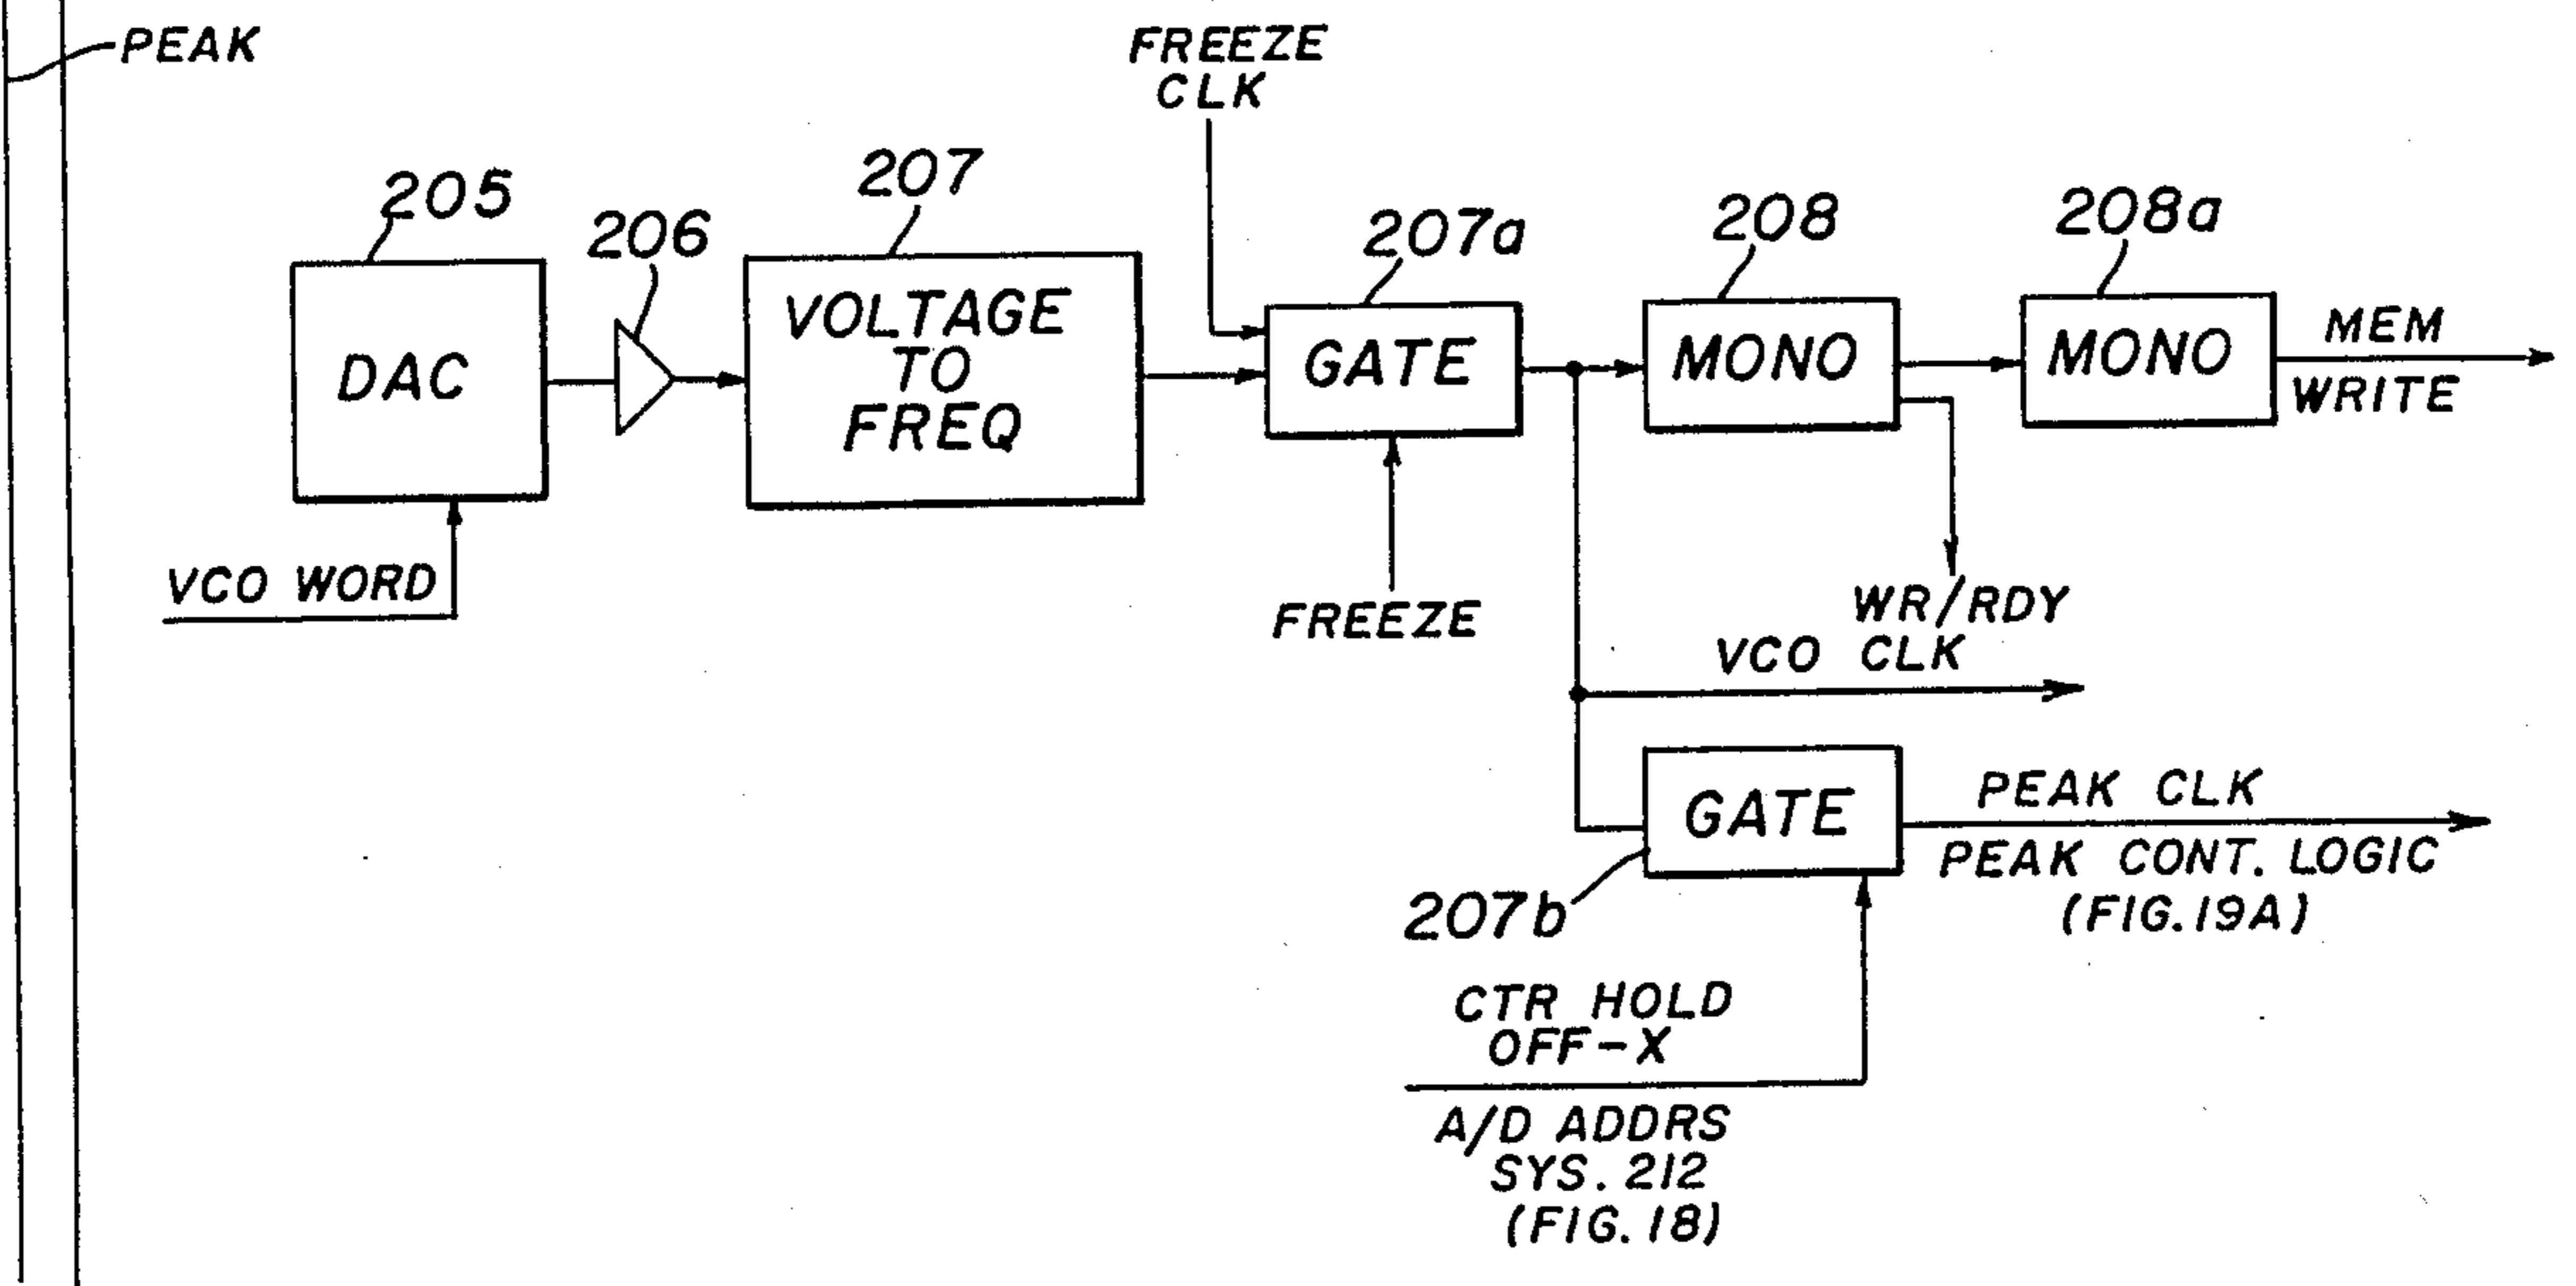 PEAK
FREEZE
CLK
205
206
207
207a
208
208a
DAC
VOLTAGE
TO
FREQ
GATE
MONO
MONO
MEM
WRITE
VCO WORD
FREEZE
WR/RDY
VCO CLK
GATE
PEAK CLK
PEAK CONT. LOGIC
(FIG. 19A)
207b
CTR HOLD
OFF-X
A/D ADDRS
SYS. 212
(FIG. 18)